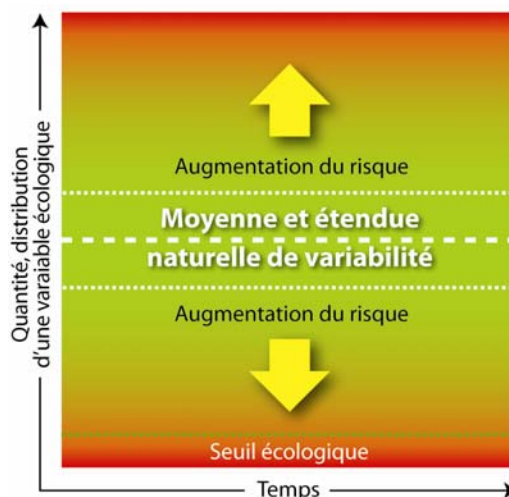 Quantité, distribution
d'une varaiable écologique
Augmentation du risque
Moyenne et étendue
naturelle de variabilité
Augmentation du risque
Seuil écologique
Temps